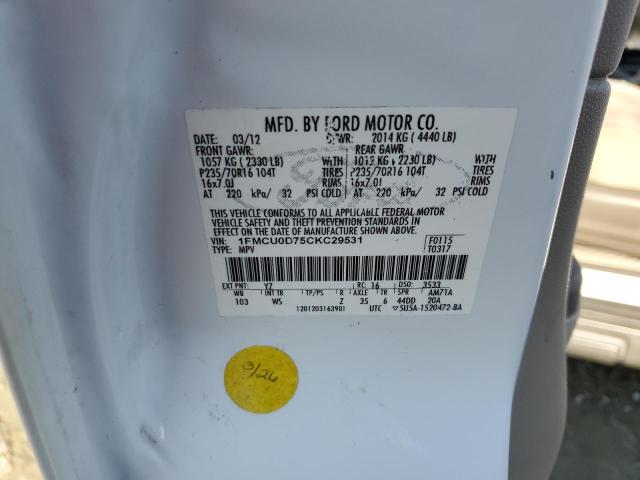 MFD. BY FORD MOTOR CO.
DATE: 03/12 GVWR: 2014 KG ( 4440 LB)
FRONT GAWR: REAR GAWR
1057 KG ( 2330 LB) WITH 1012 KG ( 2230 LB) WITH
P235/70R16 104T TIRES P235/70R16 104T TIRES
16x7.0J RIMS 16x7.0J RIMS
AT 220 kPa/ 32 PSI COLD AT 220 kPa/ 32 PSI COLD
THIS VEHICLE CONFORMS TO ALL APPLICABLE FEDERAL MOTOR
VEHICLE SAFETY AND THEFT PREVENTION STANDARDS IN
EFFECT ON THE DATE OF MANUFACTURE SHOWN ABOVE.
VIN: 1FMCU0D75CKC29531 F0115
TYPE: MPV T0317
EXT PNT: YZ RC: 16 DSO: 3533
WB INT TR TP/PS R AXLE TR SPR AM71A
103 WS Z 35 6 44DD 20A
120120316390 UTC ▽5U5A-1520472-BA